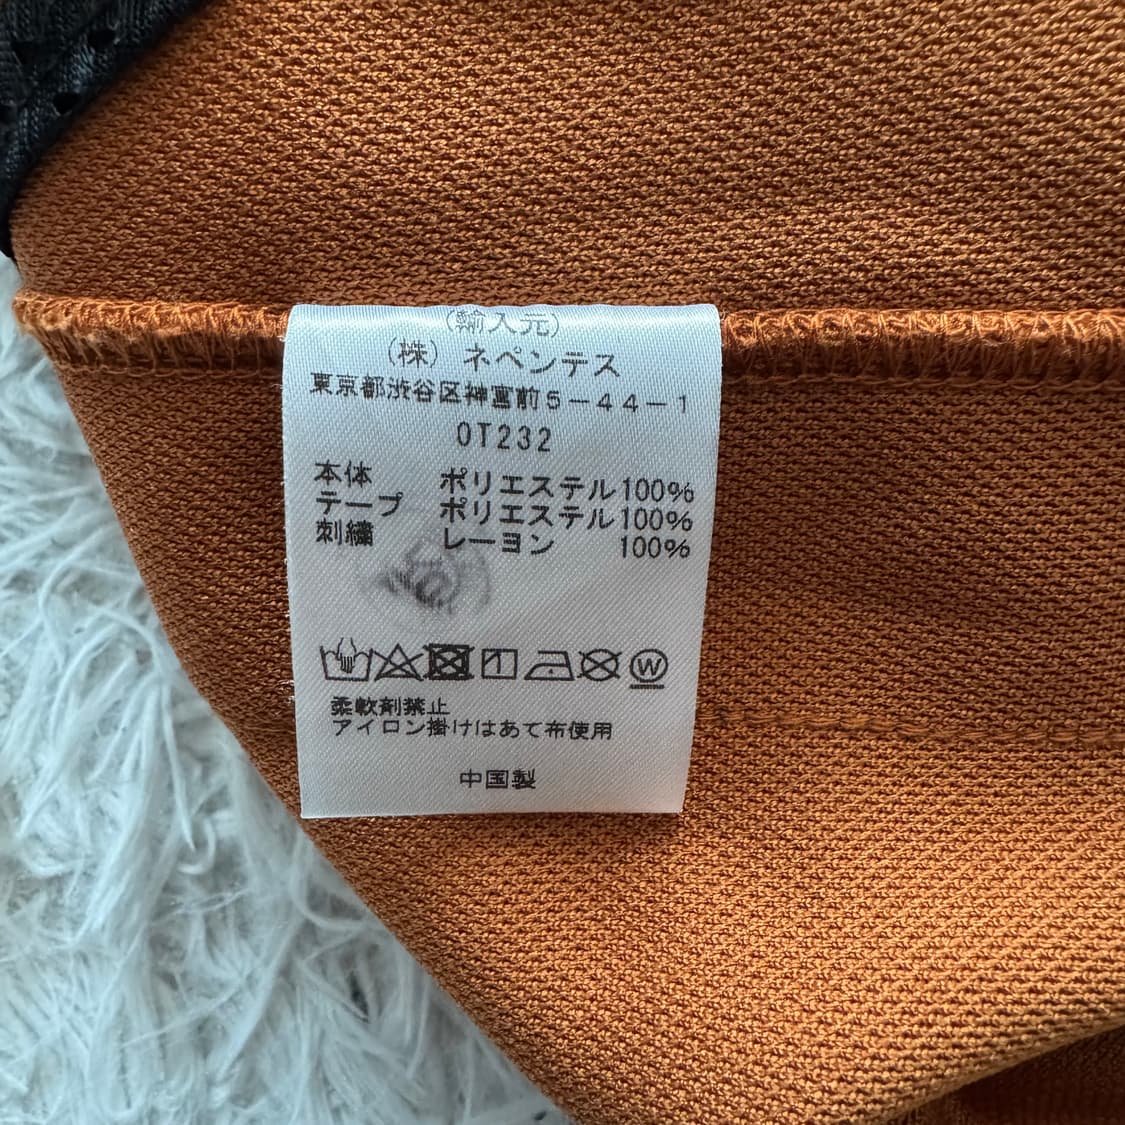 (輸入元)
(株) ネペンテス
東京都渋谷区神宮前5-44-1
OT232
本体 ポリエステル100%
テープ ポリエステル100%
刺繍 レーヨン 100%
W
柔軟剤禁止
アイロン掛けはあて布使用
中国製